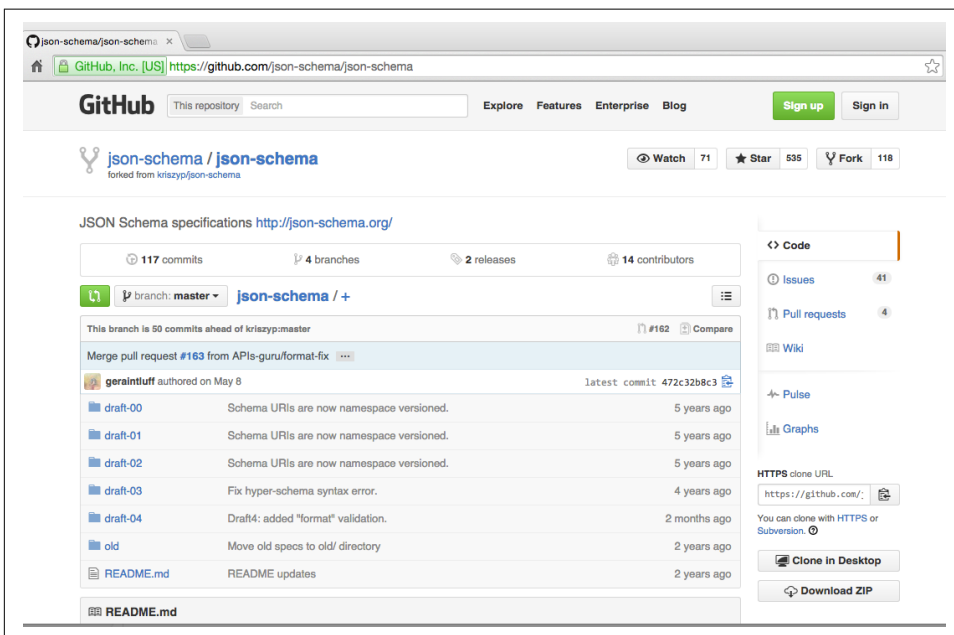 json-schema/json-schema ×
GitHub, Inc. [US] https://github.com/json-schema/json-schema
GitHub This repository Search Explore Features Enterprise Blog Sign up Sign in
json-schema / json-schema Watch 71 Star 535 Fork 118
forked from kriszyp/json-schema
JSON Schema specifications http://json-schema.org/
117 commits 4 branches 2 releases 14 contributors
branch: master json-schema / +
This branch is 50 commits ahead of kriszyp:master #162 Compare
Merge pull request #163 from APIs-guru/format-fix ...
geraintluff authored on May 8 latest commit 472c32b8c3
draft-00 Schema URIs are now namespace versioned. 5 years ago
draft-01 Schema URIs are now namespace versioned. 5 years ago
draft-02 Schema URIs are now namespace versioned. 5 years ago
draft-03 Fix hyper-schema syntax error. 4 years ago
draft-04 Draft4: added "format" validation. 2 months ago
old Move old specs to old/ directory 2 years ago
README.md README updates 2 years ago
README.md
<> Code
Issues 41
Pull requests 4
Wiki
Pulse
Graphs
HTTPS clone URL
https://github.com/
You can clone with HTTPS or
Subversion.
Clone in Desktop
Download ZIP